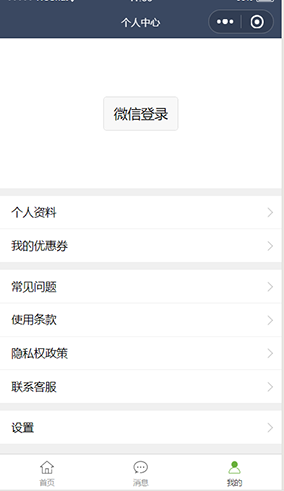 个人中心
微信登录
个人资料
我的优惠券
常见问题
使用条款
隐私权政策
联系客服
设置
首页
消息
我的